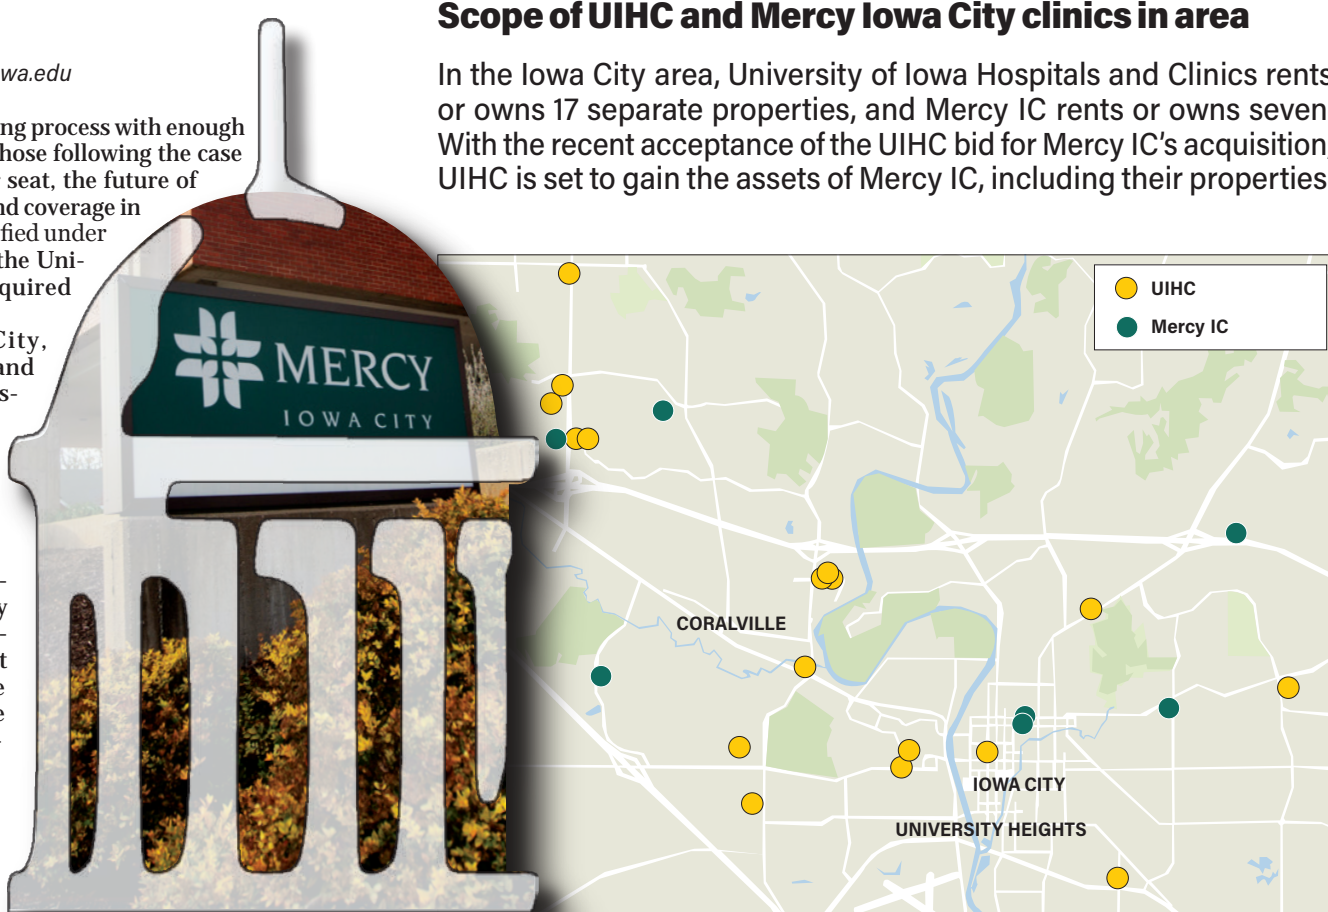 Scope of UIHC and Mercy Iowa City clinics in area
In the Iowa City area, University of Iowa Hospitals and Clinics rents
or owns 17 separate properties, and Mercy IC rents or owns seven
With the recent acceptance of the UIHC bid for Mercy IC's acquisition,
UIHC is set to gain the assets of Mercy IC, including their properties
wa.edu
ng process with enough
hose following the case
seat, the future of
nd coverage in
fied under
the Uni-
quired
City,
and
s-
y
t
e
e
MERCY
IOWA CITY
UIHC
Mercy IC
CORALVILLE
IOWA CITY
UNIVERSITY HEIGHTS